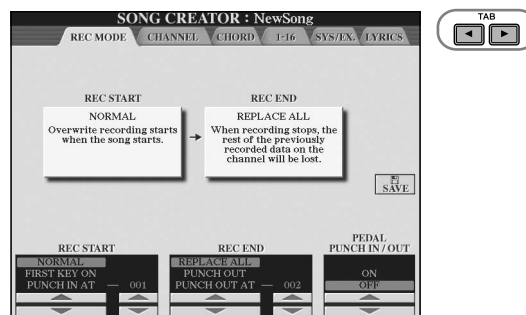 SONG CREATOR : NewSong
TAB
REC MODE CHANNEL CHORD 1-16 SYS/EX. LYRICS
REC START REC END
NORMAL
Overwrite recording starts
when the song starts.
REPLACE ALL
When recording stops, the
rest of the previously
recorded data on the
channel will be lost.
SAVE
REC START
NORMAL
FIRST KEY ON
PUNCH IN AT — 001
REC END
REPLACE ALL
PUNCH OUT
PUNCH OUT AT — 002
PEDAL
PUNCH IN / OUT
ON
OFF